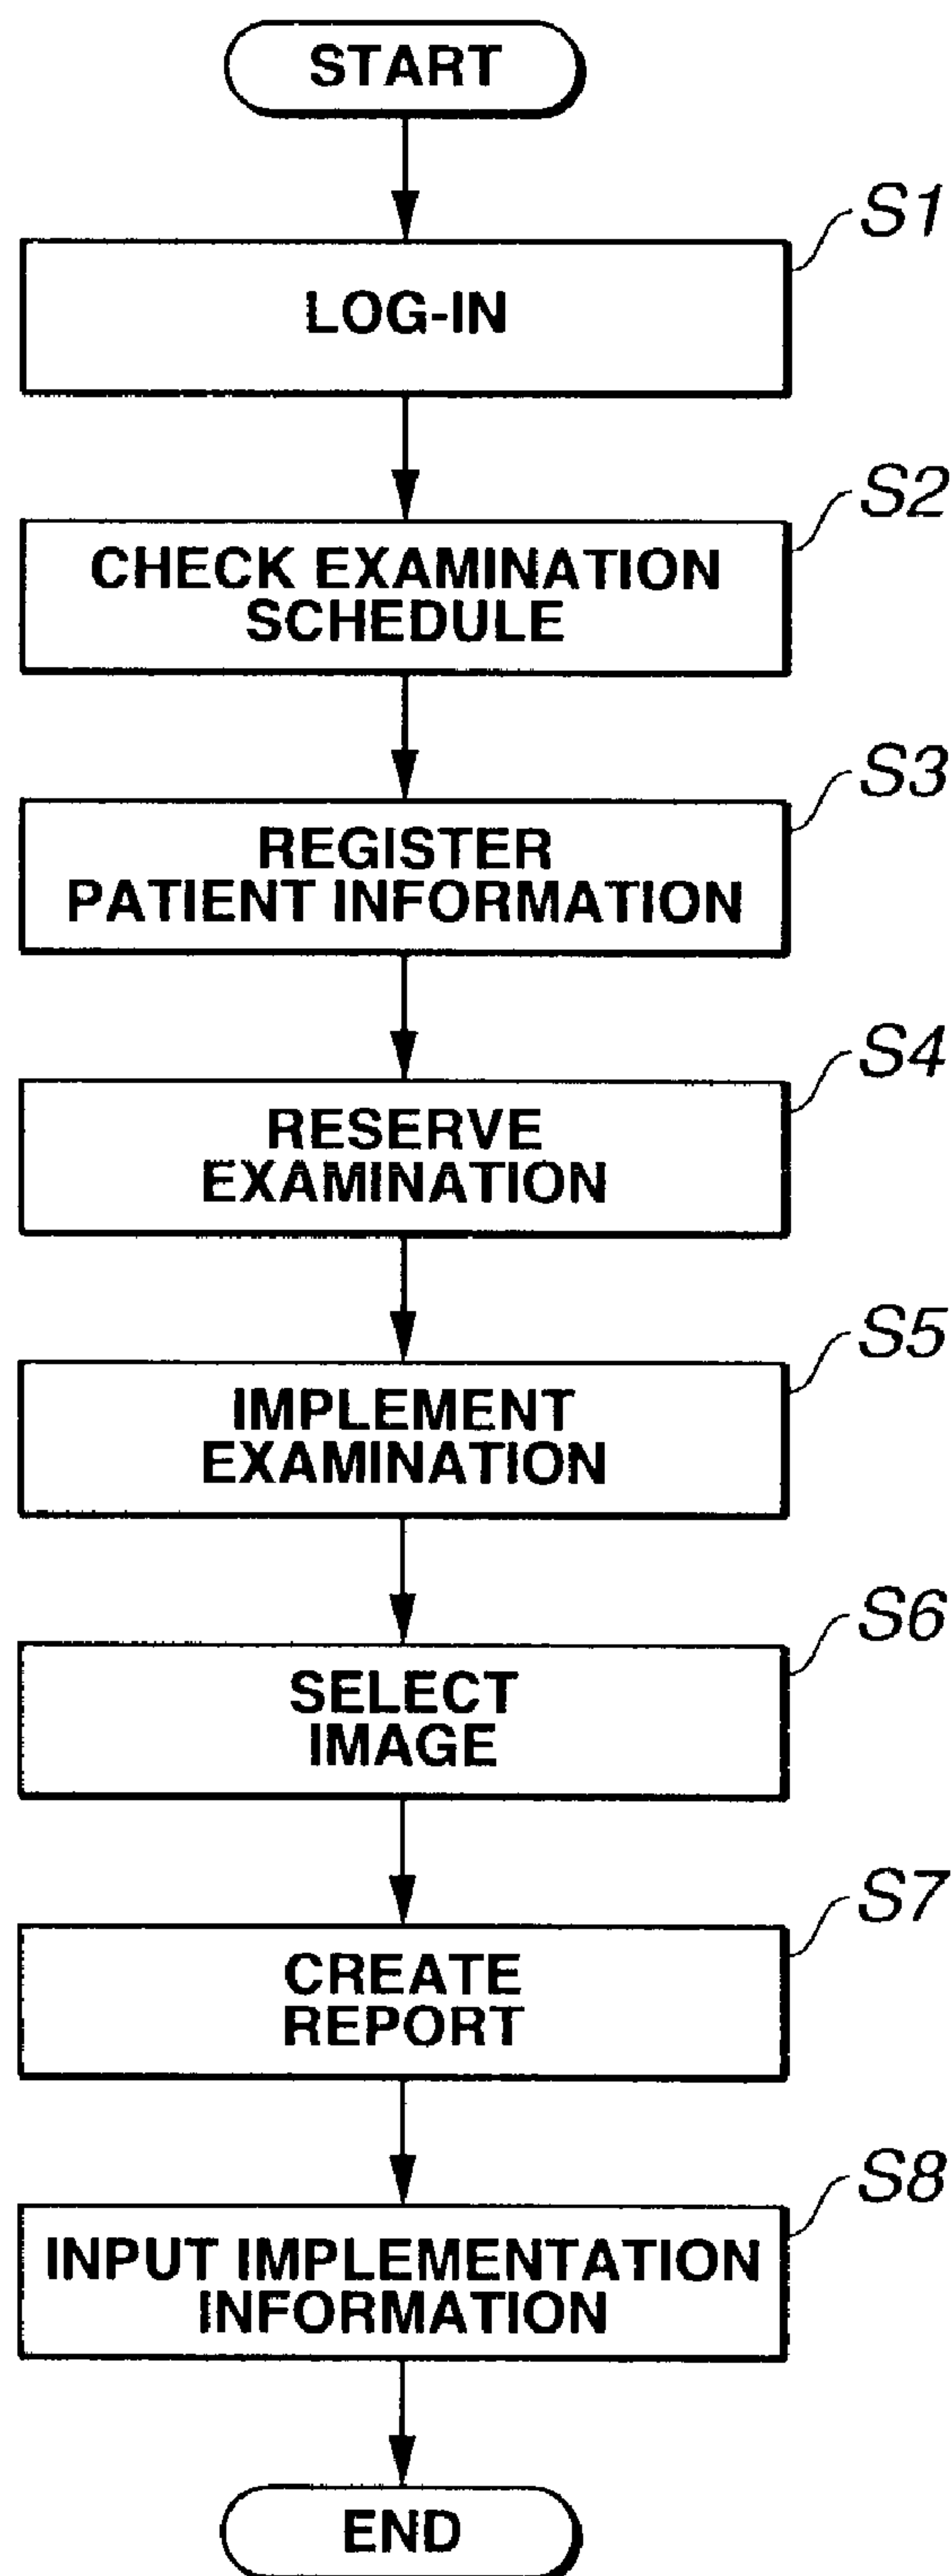 START
S1
LOG-IN
S2
CHECK EXAMINATION
SCHEDULE
S3
REGISTER
PATIENT INFORMATION
S4
RESERVE
EXAMINATION
S5
IMPLEMENT
EXAMINATION
S6
SELECT
IMAGE
S7
CREATE
REPORT
S8
INPUT IMPLEMENTATION
INFORMATION
END